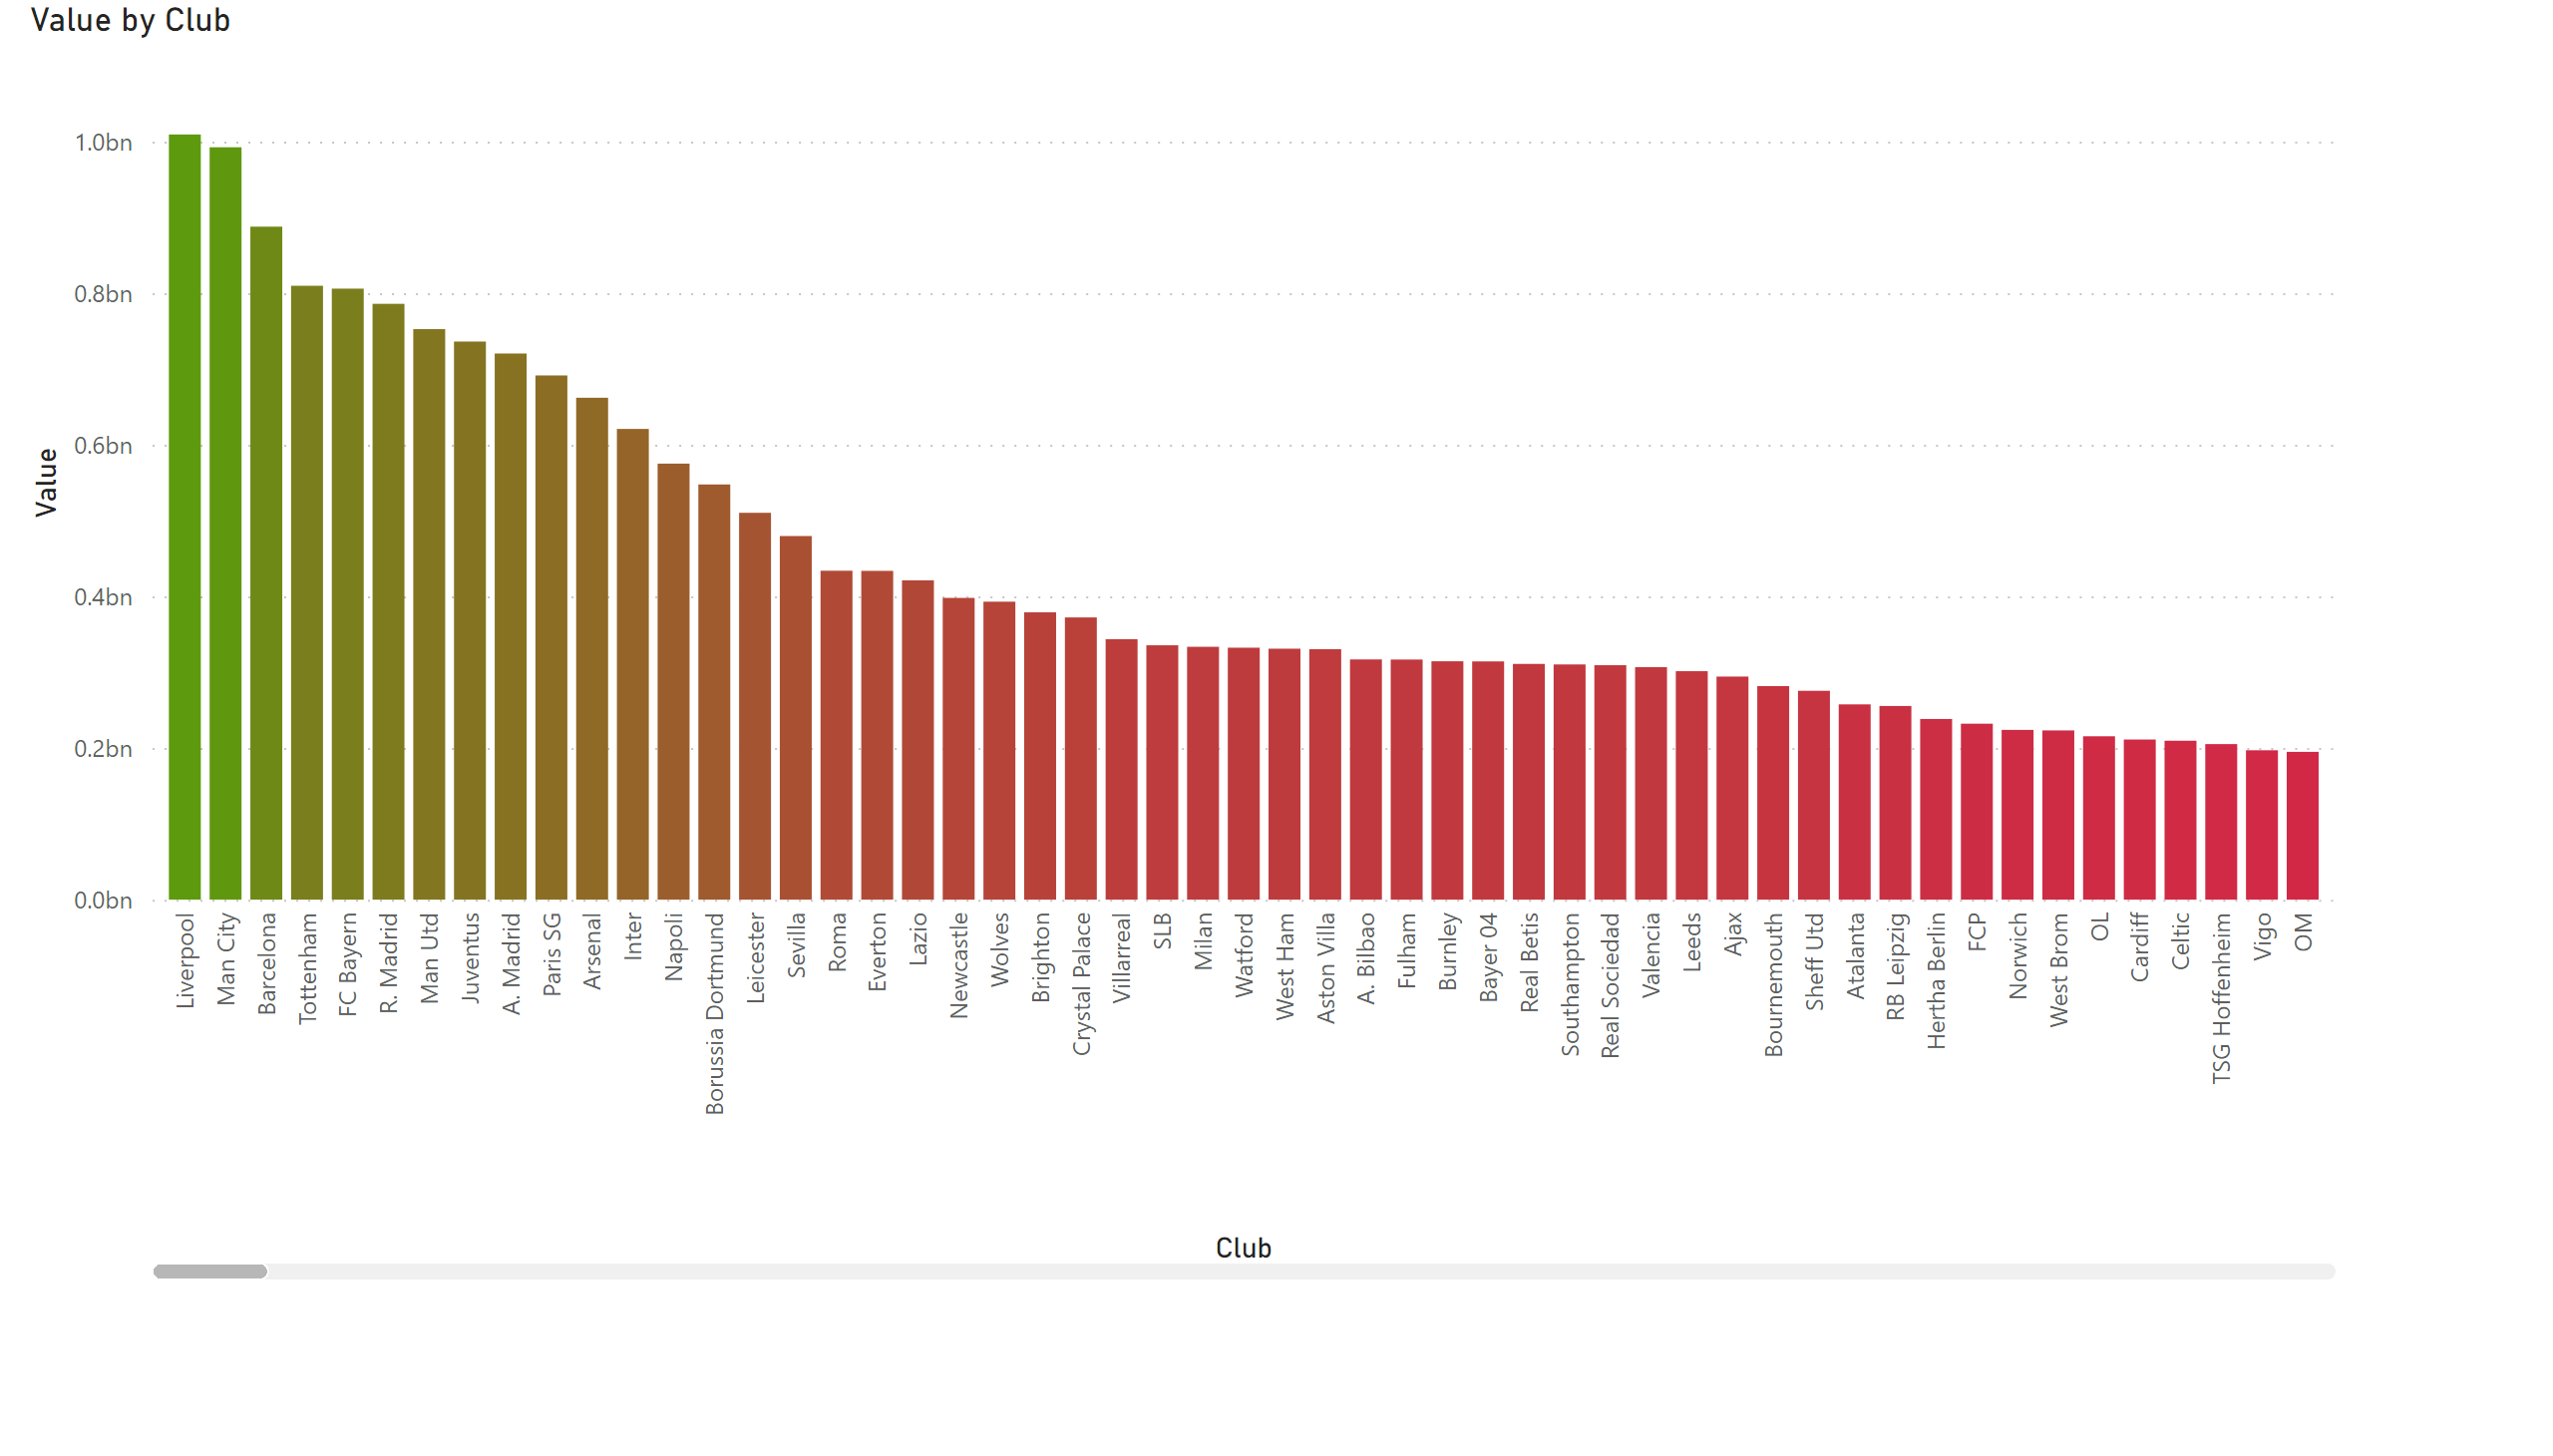 Value by Club
1.0bn
0.8bn
0.6bn
0.4bn
0.2bn
0.0bn
Value
Liverpool
Man City
Barcelona
Tottenham
FC Bayern
R. Madrid
Man Utd
Juventus
A. Madrid
Paris SG
Arsenal
Inter
Napoli
Borussia Dortmund
Leicester
Sevilla
Roma
Everton
Lazio
Newcastle
Wolves
Brighton
Crystal Palace
Villarreal
SLB
Milan
Watford
West Ham
Aston Villa
A. Bilbao
Fulham
Burnley
Bayer 04
Real Betis
Southampton
Real Sociedad
Valencia
Leeds
Ajax
Bournemouth
Sheff Utd
Atalanta
RB Leipzig
Hertha Berlin
FCP
Norwich
West Brom
OL
Cardiff
Celtic
TSG Hoffenheim
Vigo
OM
Club